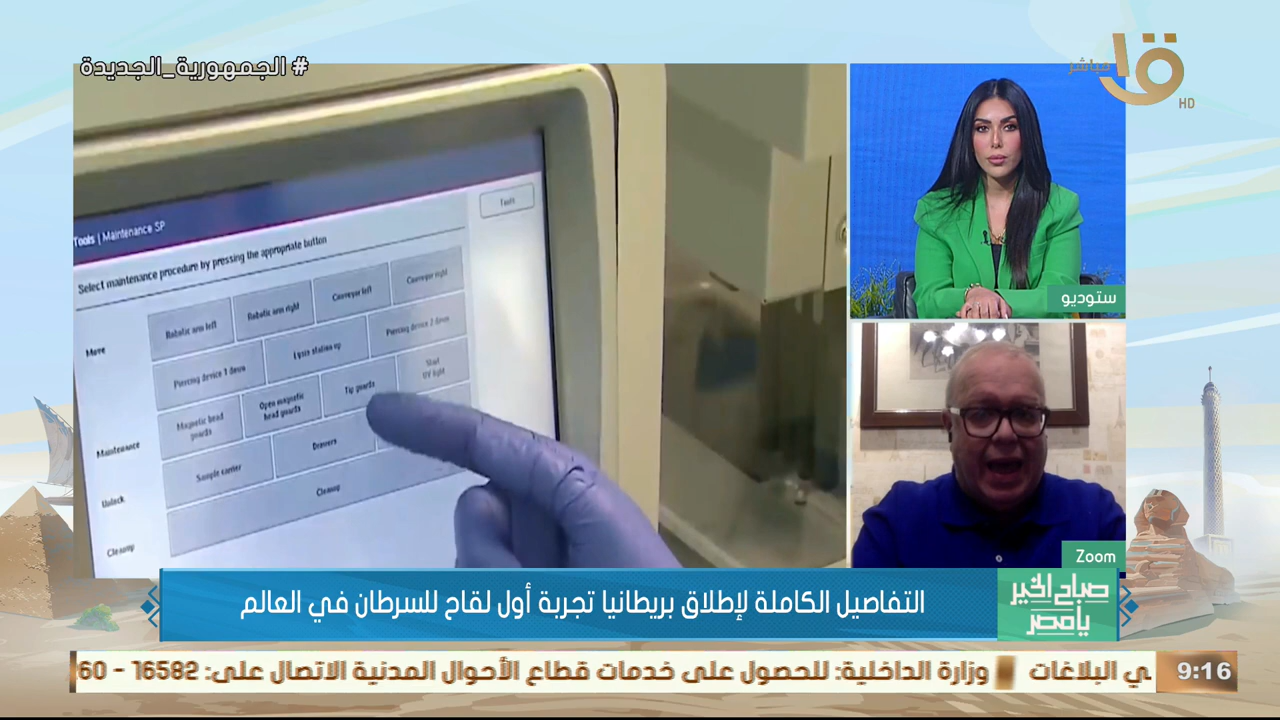 # الجمهورية_الجديدة
مباشر
HD
Tools | Maintenance SP
Tools
Select maintenance procedure by pressing the appropriate button
Move
Robotic arm left
Robotic arm right
Conveyor left
Conveyor right
Piercing device 1 down
Lysis station up
Piercing device 2 down
Maintenance
Magnetic head guards
Open magnetic head guards
Tip guards
Start UV light
Unlock
Sample carrier
Drawers
Cleanup
Cleanup
ستوديو
Zoom
صباح الخير
يا مصر
التفاصيل الكاملة لإطلاق بريطانيا تجربة أول لقاح للسرطان في العالم
9:16
ي البلاغات وزارة الداخلية: للحصول على خدمات قطاع الأحوال المدنية الاتصال على: 16582 - 60